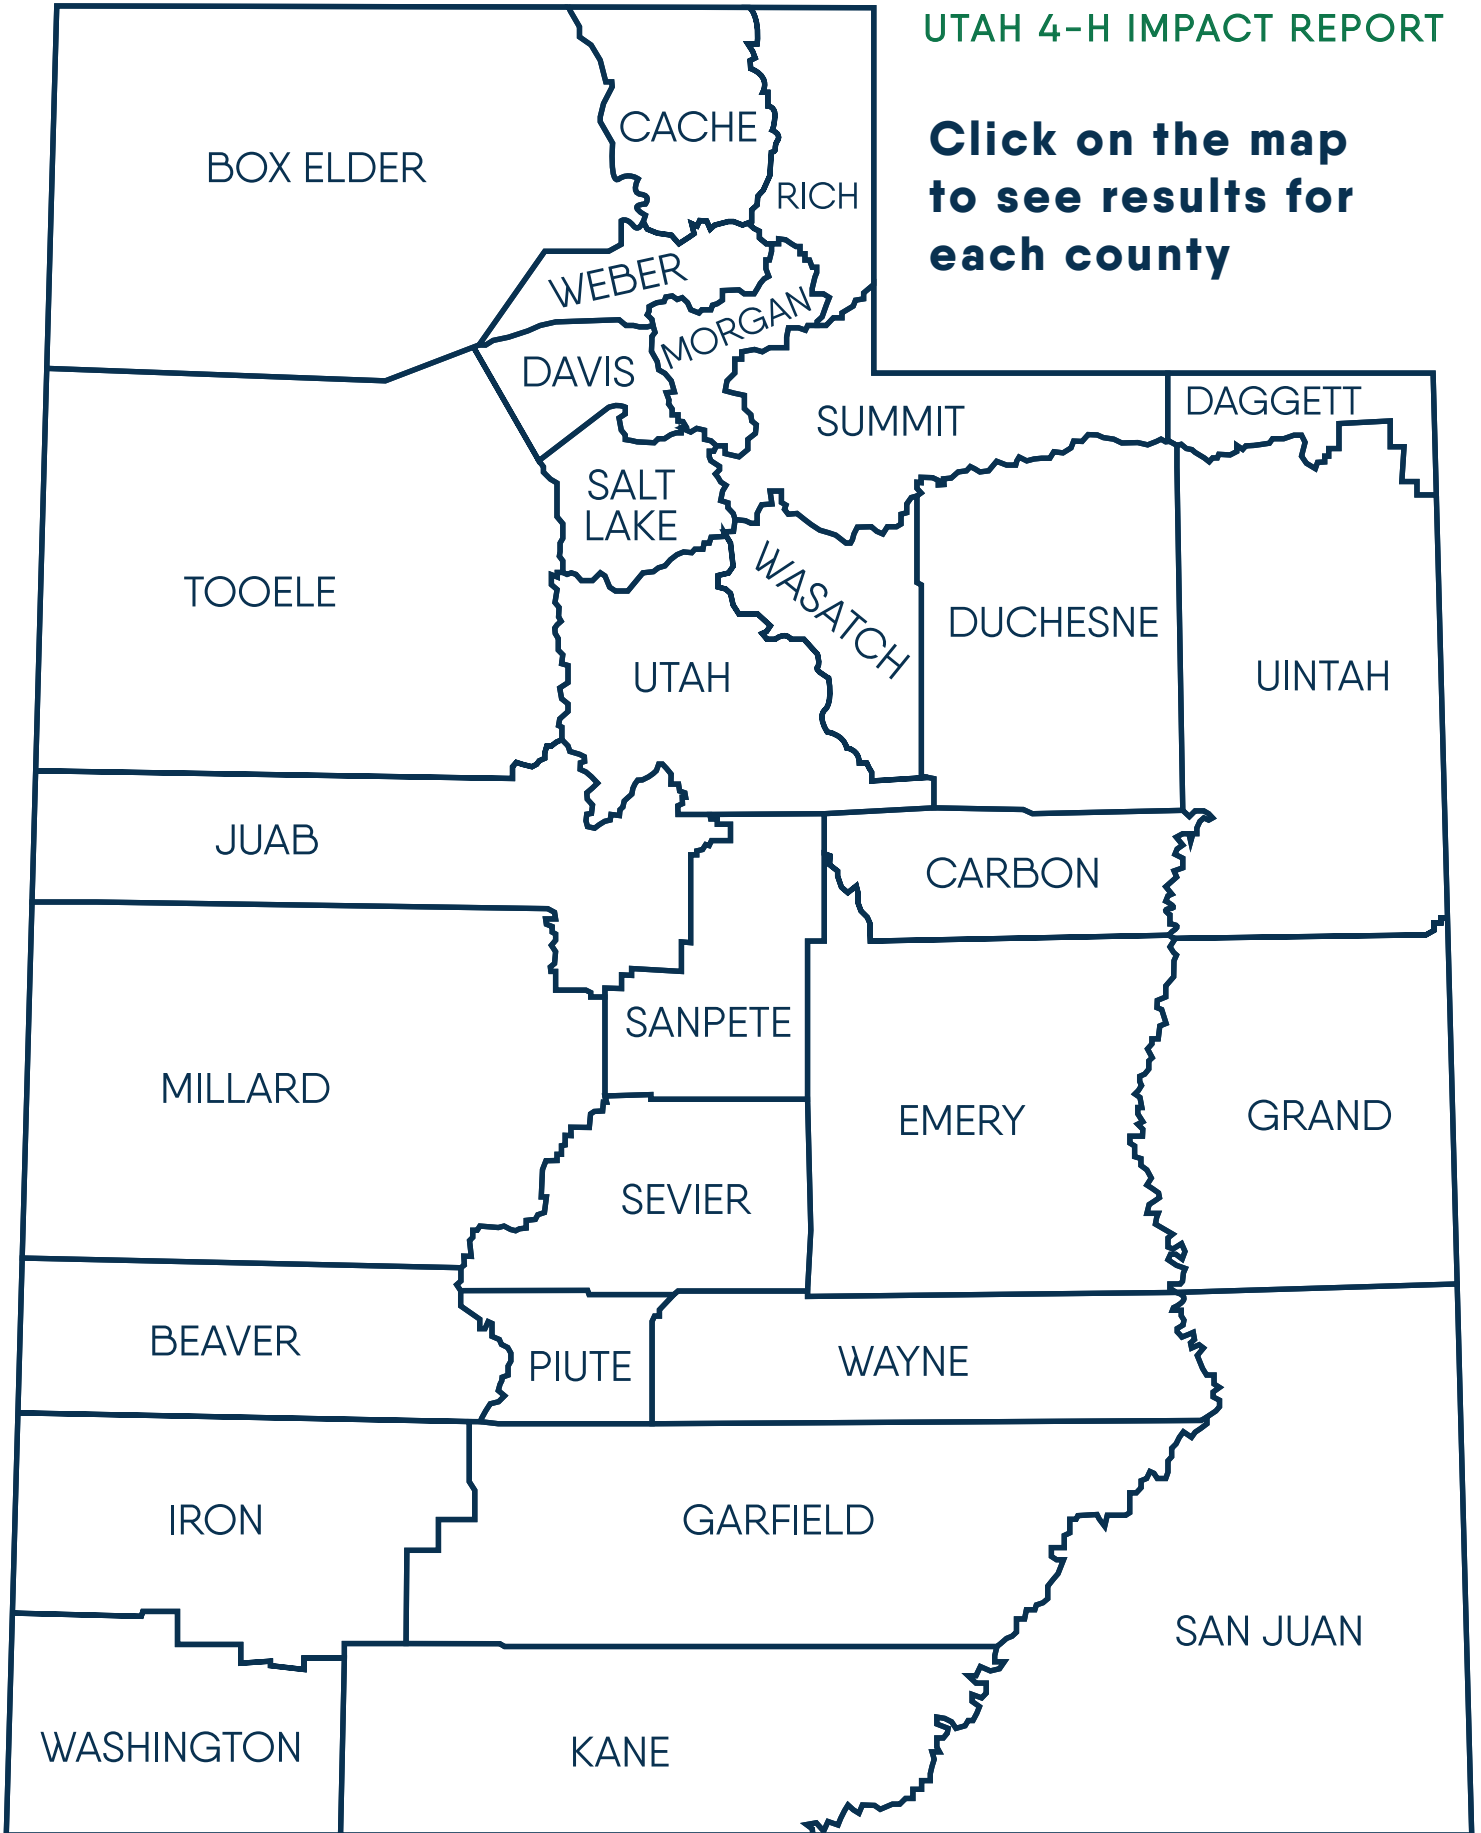 UTAH 4-H IMPACT REPORT
Click on the map
to see results for
each county
CACHE
BOX ELDER
RICH
WEBER
MORGAN
DAVIS
DAGGETT
SUMMIT
SALT
LAKE
TOOELE
WASATCH
DUCHESNE
UTAH
UINTAH
JUAB
CARBON
SANPETE
MILLARD
EMERY
GRAND
SEVIER
BEAVER
PIUTE
WAYNE
IRON
GARFIELD
SAN JUAN
WASHINGTON
KANE